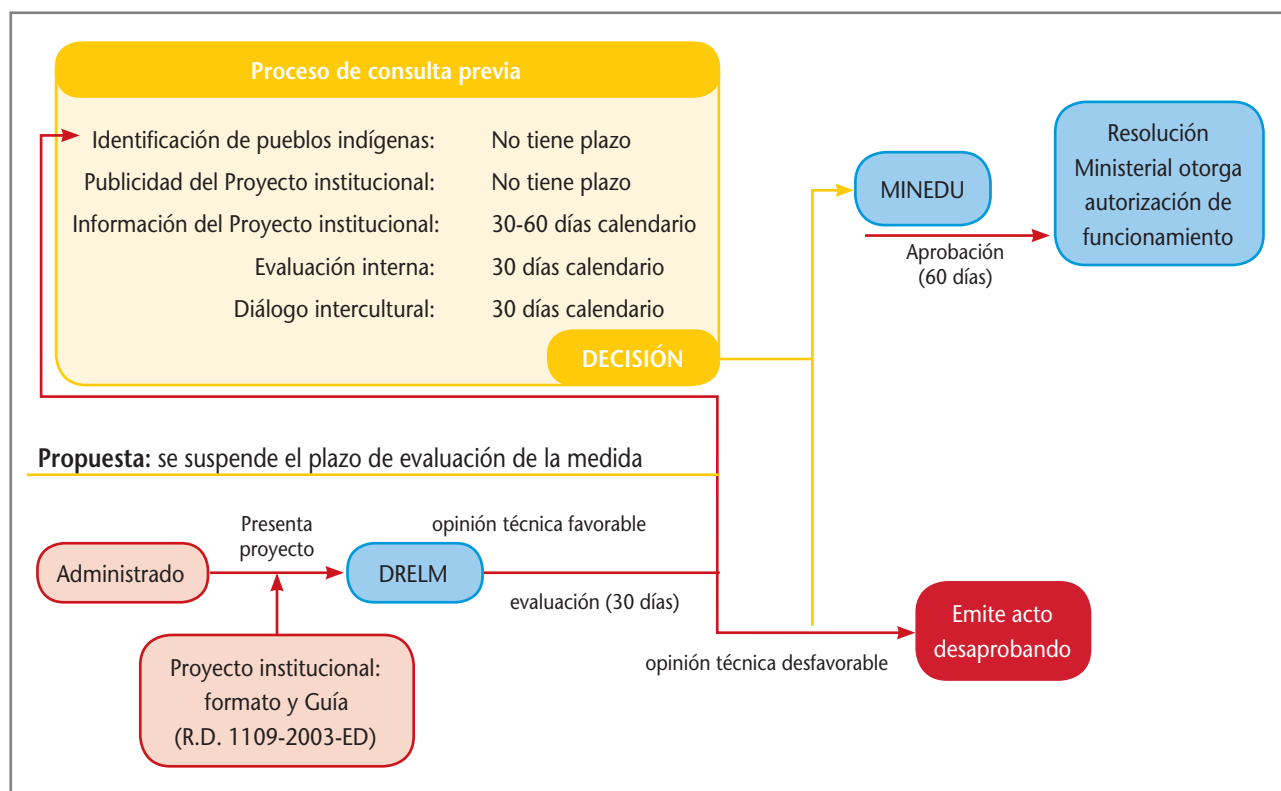 Proceso de consulta previa
Identificación de pueblos indígenas: No tiene plazo
Publicidad del Proyecto institucional: No tiene plazo
Información del Proyecto institucional: 30-60 días calendario
Evaluación interna: 30 días calendario
Diálogo intercultural: 30 días calendario
DECISIÓN
MINEDU
Aprobación
(60 días)
Resolución
Ministerial otorga
autorización de
funcionamiento
Propuesta: se suspende el plazo de evaluación de la medida
Administrado
Presenta
proyecto
DRELM
opinión técnica favorable
evaluación (30 días)
Proyecto institucional:
formato y Guía
(R.D. 1109-2003-ED)
opinión técnica desfavorable
Emite acto
desaprobando